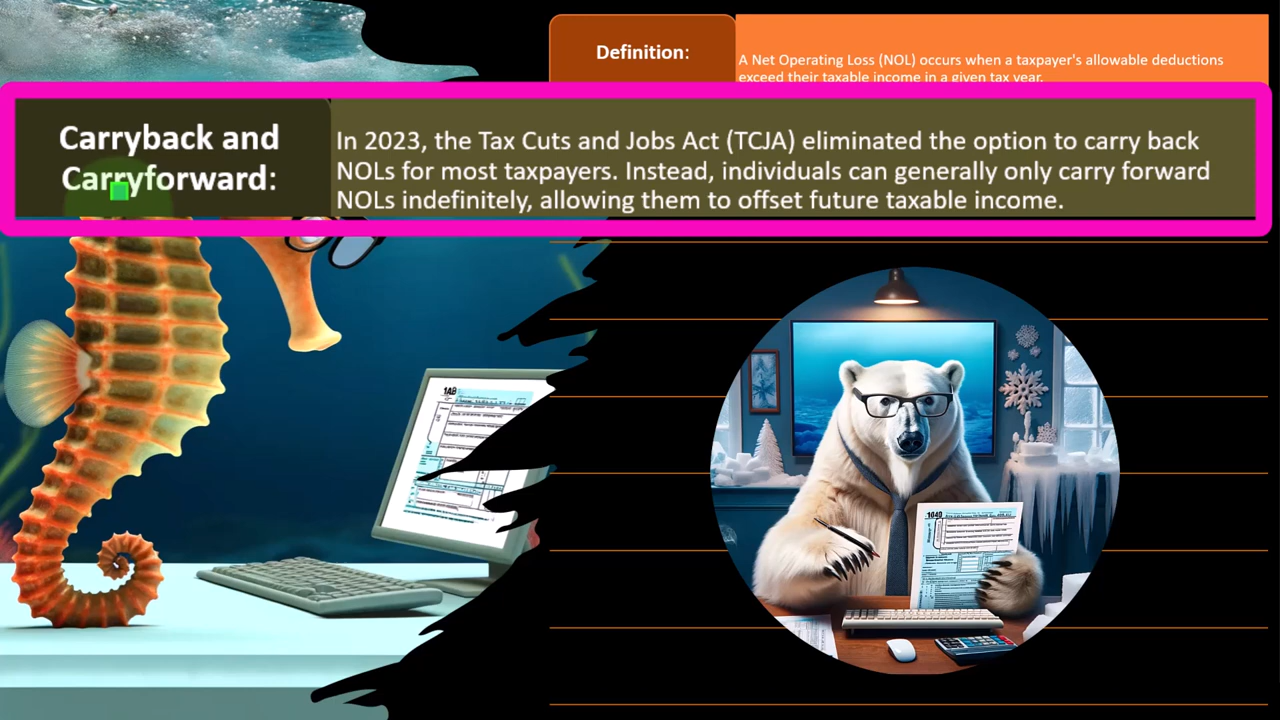 Definition:
A Net Operating Loss (NOL) occurs when a taxpayer's allowable deductions
exceed their taxable income in a given tax year.
Carryback and
Carryforward:
In 2023, the Tax Cuts and Jobs Act (TCJA) eliminated the option to carry back
NOLs for most taxpayers. Instead, individuals can generally only carry forward
NOLs indefinitely, allowing them to offset future taxable income.
1040